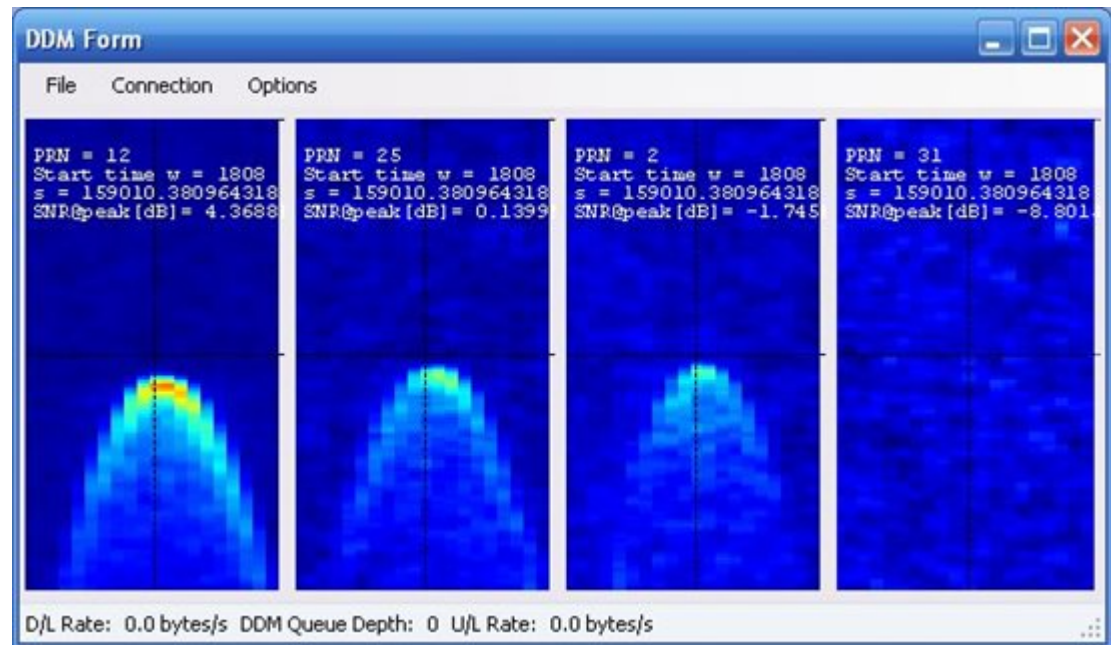 DDM Form
File Connection Options
PRN = 12
Start time w = 1808
s = 159010.380964318
SNR@peak[dB]= 4.3688
PRN = 25
Start time w = 1808
s = 159010.380964318
SNR@peak[dB]= 0.1399
PRN = 2
Start time w = 1808
s = 159010.380964318
SNR@peak[dB]= -1.745
PRN = 31
Start time w = 1808
s = 159010.380964318
SNR@peak[dB]= -8.801
D/L Rate: 0.0 bytes/s DDM Queue Depth: 0 U/L Rate: 0.0 bytes/s